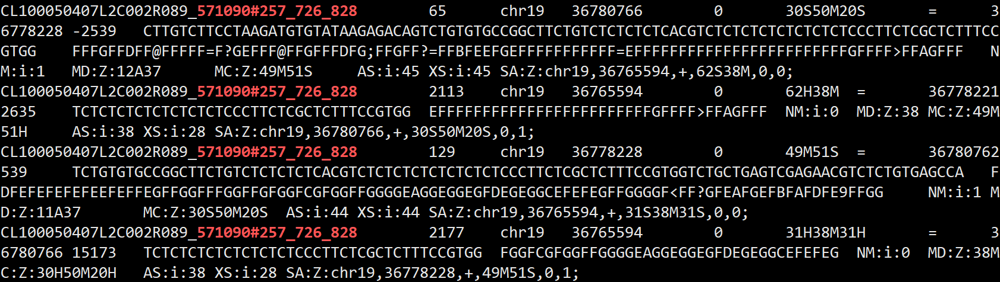 CL100050407L2C002R089_571090#257_726_828 65 chr19 36780766 0 30S50M20S = 3
6778228 -2539 CTTGTCTTCCTAAGATGTGTATAAGAGACAGTCTGTGTGCCGGCTTCTGTCTCTCTCTCACGTCTCTCTCTCTCTCTCTCCCTTCTCGCTCTTTCC
GTGG FFFGFFDFF@FFFFF=F?GEFFF@FFGFFFDFG;FFGFF?=FFBFEEFGEFFFFFFFFFFF=EFFFFFFFFFFFFFFFFFFFFFFFFGFFFF>FFAGFFF N
M:i:1 MD:Z:12A37 MC:Z:49M51S AS:i:45 XS:i:45 SA:Z:chr19,36765594,+,62S38M,0,0;
CL100050407L2C002R089_571090#257_726_828 2113 chr19 36765594 0 62H38M = 36778221
2635 TCTCTCTCTCTCTCTCTCCCTTCTCGCTCTTTCCGTGG EFFFFFFFFFFFFFFFFFFFFFFFFGFFFF>FFAGFFF NM:i:0 MD:Z:38 MC:Z:49M
51H AS:i:38 XS:i:28 SA:Z:chr19,36780766,+,30S50M20S,0,1;
CL100050407L2C002R089_571090#257_726_828 129 chr19 36778228 0 49M51S = 36780762
539 TCTGTGTGCCGGCTTCTGTCTCTCTCTCACGTCTCTCTCTCTCTCTCTCCCTTCTCGCTCTTTCCGTGGTCTGCTGAGTCGAGAACGTCTCTGTGAGCCA F
DFEFEFEFEFEEFEFFEGFFGGFFFGGFFGFGGFCGFGGFFGGGGEAGGEGGEGFDEGEGGCEFEFEGFFGGGGF<FF?GFEAFGEFBFAFDFE9FFGG NM:i:1 M
D:Z:11A37 MC:Z:30S50M20S AS:i:44 XS:i:44 SA:Z:chr19,36765594,+,31S38M31S,0,0;
CL100050407L2C002R089_571090#257_726_828 2177 chr19 36765594 0 31H38M31H = 3
6780766 15173 TCTCTCTCTCTCTCTCTCCCTTCTCGCTCTTTCCGTGG FGGFCGFGGFFGGGGEAGGEGGEGFDEGEGGCEFEFEG NM:i:0 MD:Z:38M
C:Z:30H50M20H AS:i:38 XS:i:28 SA:Z:chr19,36778228,+,49M51S,0,1;